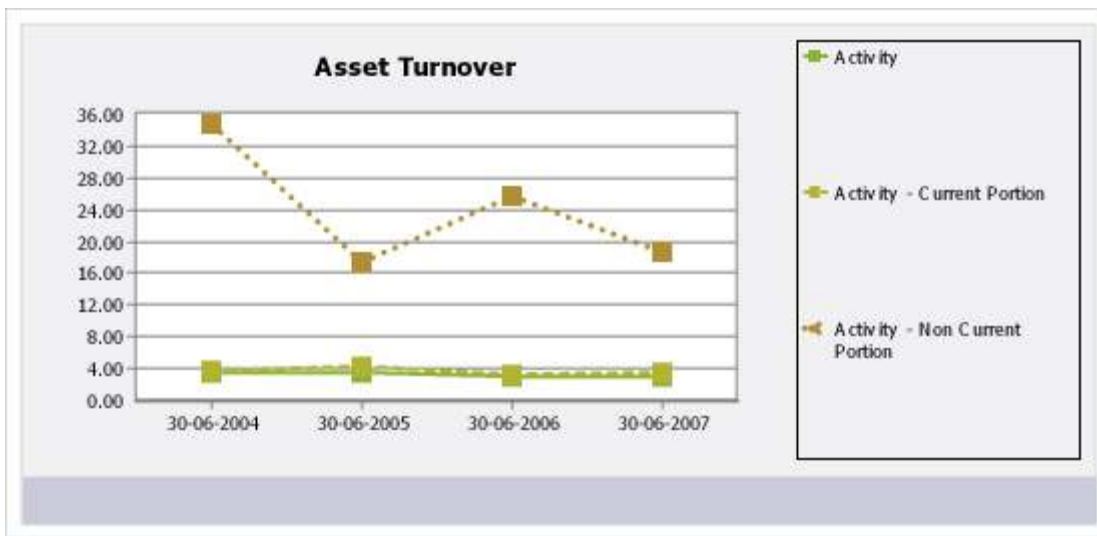 Asset Turnover
36.00
32.00
28.00
24.00
20.00
16.00
12.00
8.00
4.00
0.00
30-06-2004 30-06-2005 30-06-2006 30-06-2007
Activity
Activity - Current Portion
Activity - Non Current
Portion